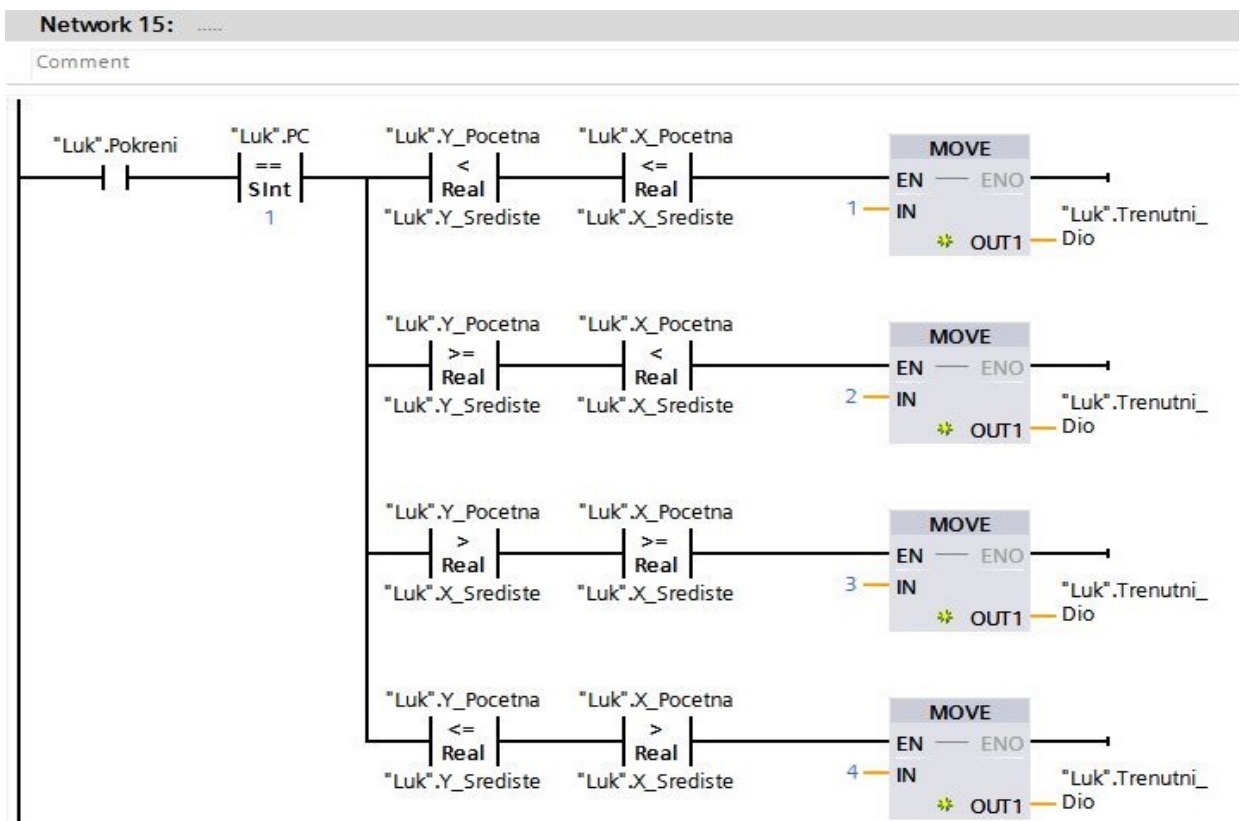 Network 15: .....
Comment
"Luk".Pokreni
"Luk".PC
==
SInt
1
"Luk".Y_Pocetna
<
Real
"Luk".Y_Srediste
"Luk".X_Pocetna
<=
Real
"Luk".X_Srediste
MOVE
EN ENO
1 IN
OUT1
"Luk".Trenutni_
Dio
"Luk".Y_Pocetna
>=
Real
"Luk".Y_Srediste
"Luk".X_Pocetna
<
Real
"Luk".X_Srediste
MOVE
EN ENO
2 IN
OUT1
"Luk".Trenutni_
Dio
"Luk".Y_Pocetna
>
Real
"Luk".X_Srediste
"Luk".X_Pocetna
>=
Real
"Luk".X_Srediste
MOVE
EN ENO
3 IN
OUT1
"Luk".Trenutni_
Dio
"Luk".Y_Pocetna
<=
Real
"Luk".Y_Srediste
"Luk".X_Pocetna
>
Real
"Luk".X_Srediste
MOVE
EN ENO
4 IN
OUT1
"Luk".Trenutni_
Dio